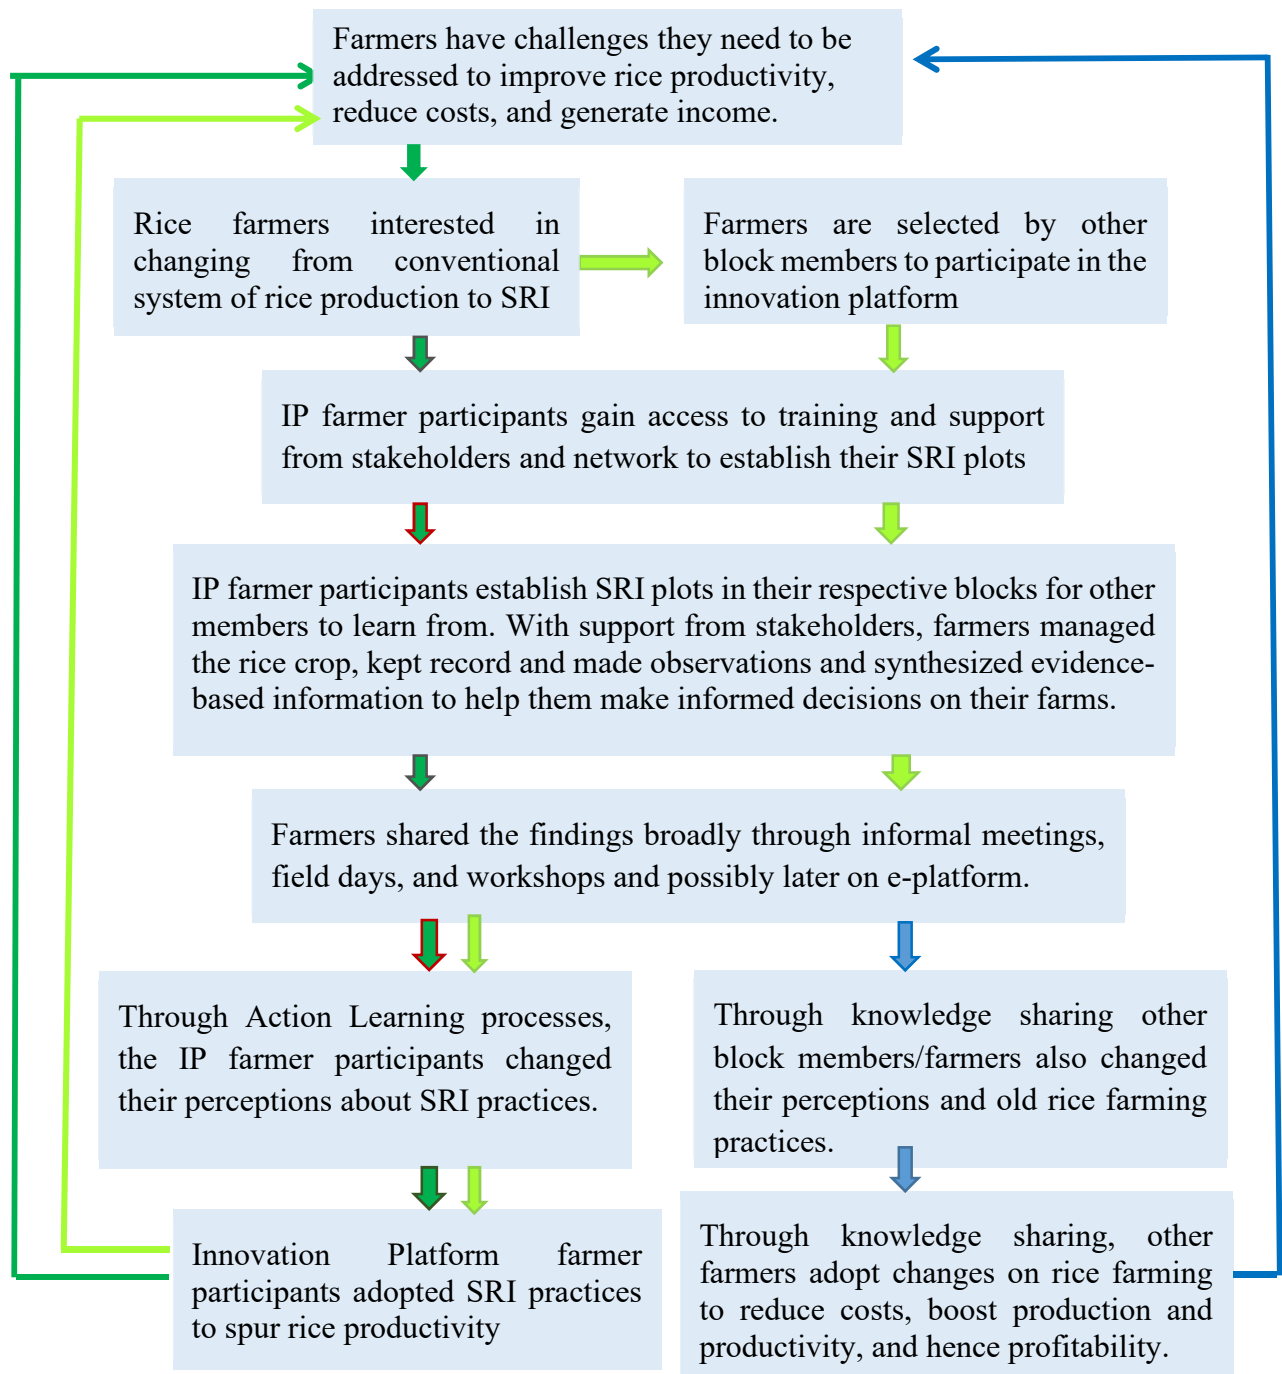 Farmers have challenges they need to be
addressed to improve rice productivity,
reduce costs, and generate income.
Rice farmers interested in
changing from conventional
system of rice production to SRI
Farmers are selected by other
block members to participate in the
innovation platform
IP farmer participants gain access to training and support
from stakeholders and network to establish their SRI plots
IP farmer participants establish SRI plots in their respective blocks for other
members to learn from. With support from stakeholders, farmers managed
the rice crop, kept record and made observations and synthesized evidence-
based information to help them make informed decisions on their farms.
Farmers shared the findings broadly through informal meetings,
field days, and workshops and possibly later on e-platform.
Through Action Learning processes,
the IP farmer participants changed
their perceptions about SRI practices.
Through knowledge sharing other
block members/farmers also changed
their perceptions and old rice farming
practices.
Innovation Platform farmer
participants adopted SRI practices
to spur rice productivity
Through knowledge sharing, other
farmers adopt changes on rice farming
to reduce costs, boost production and
productivity, and hence profitability.